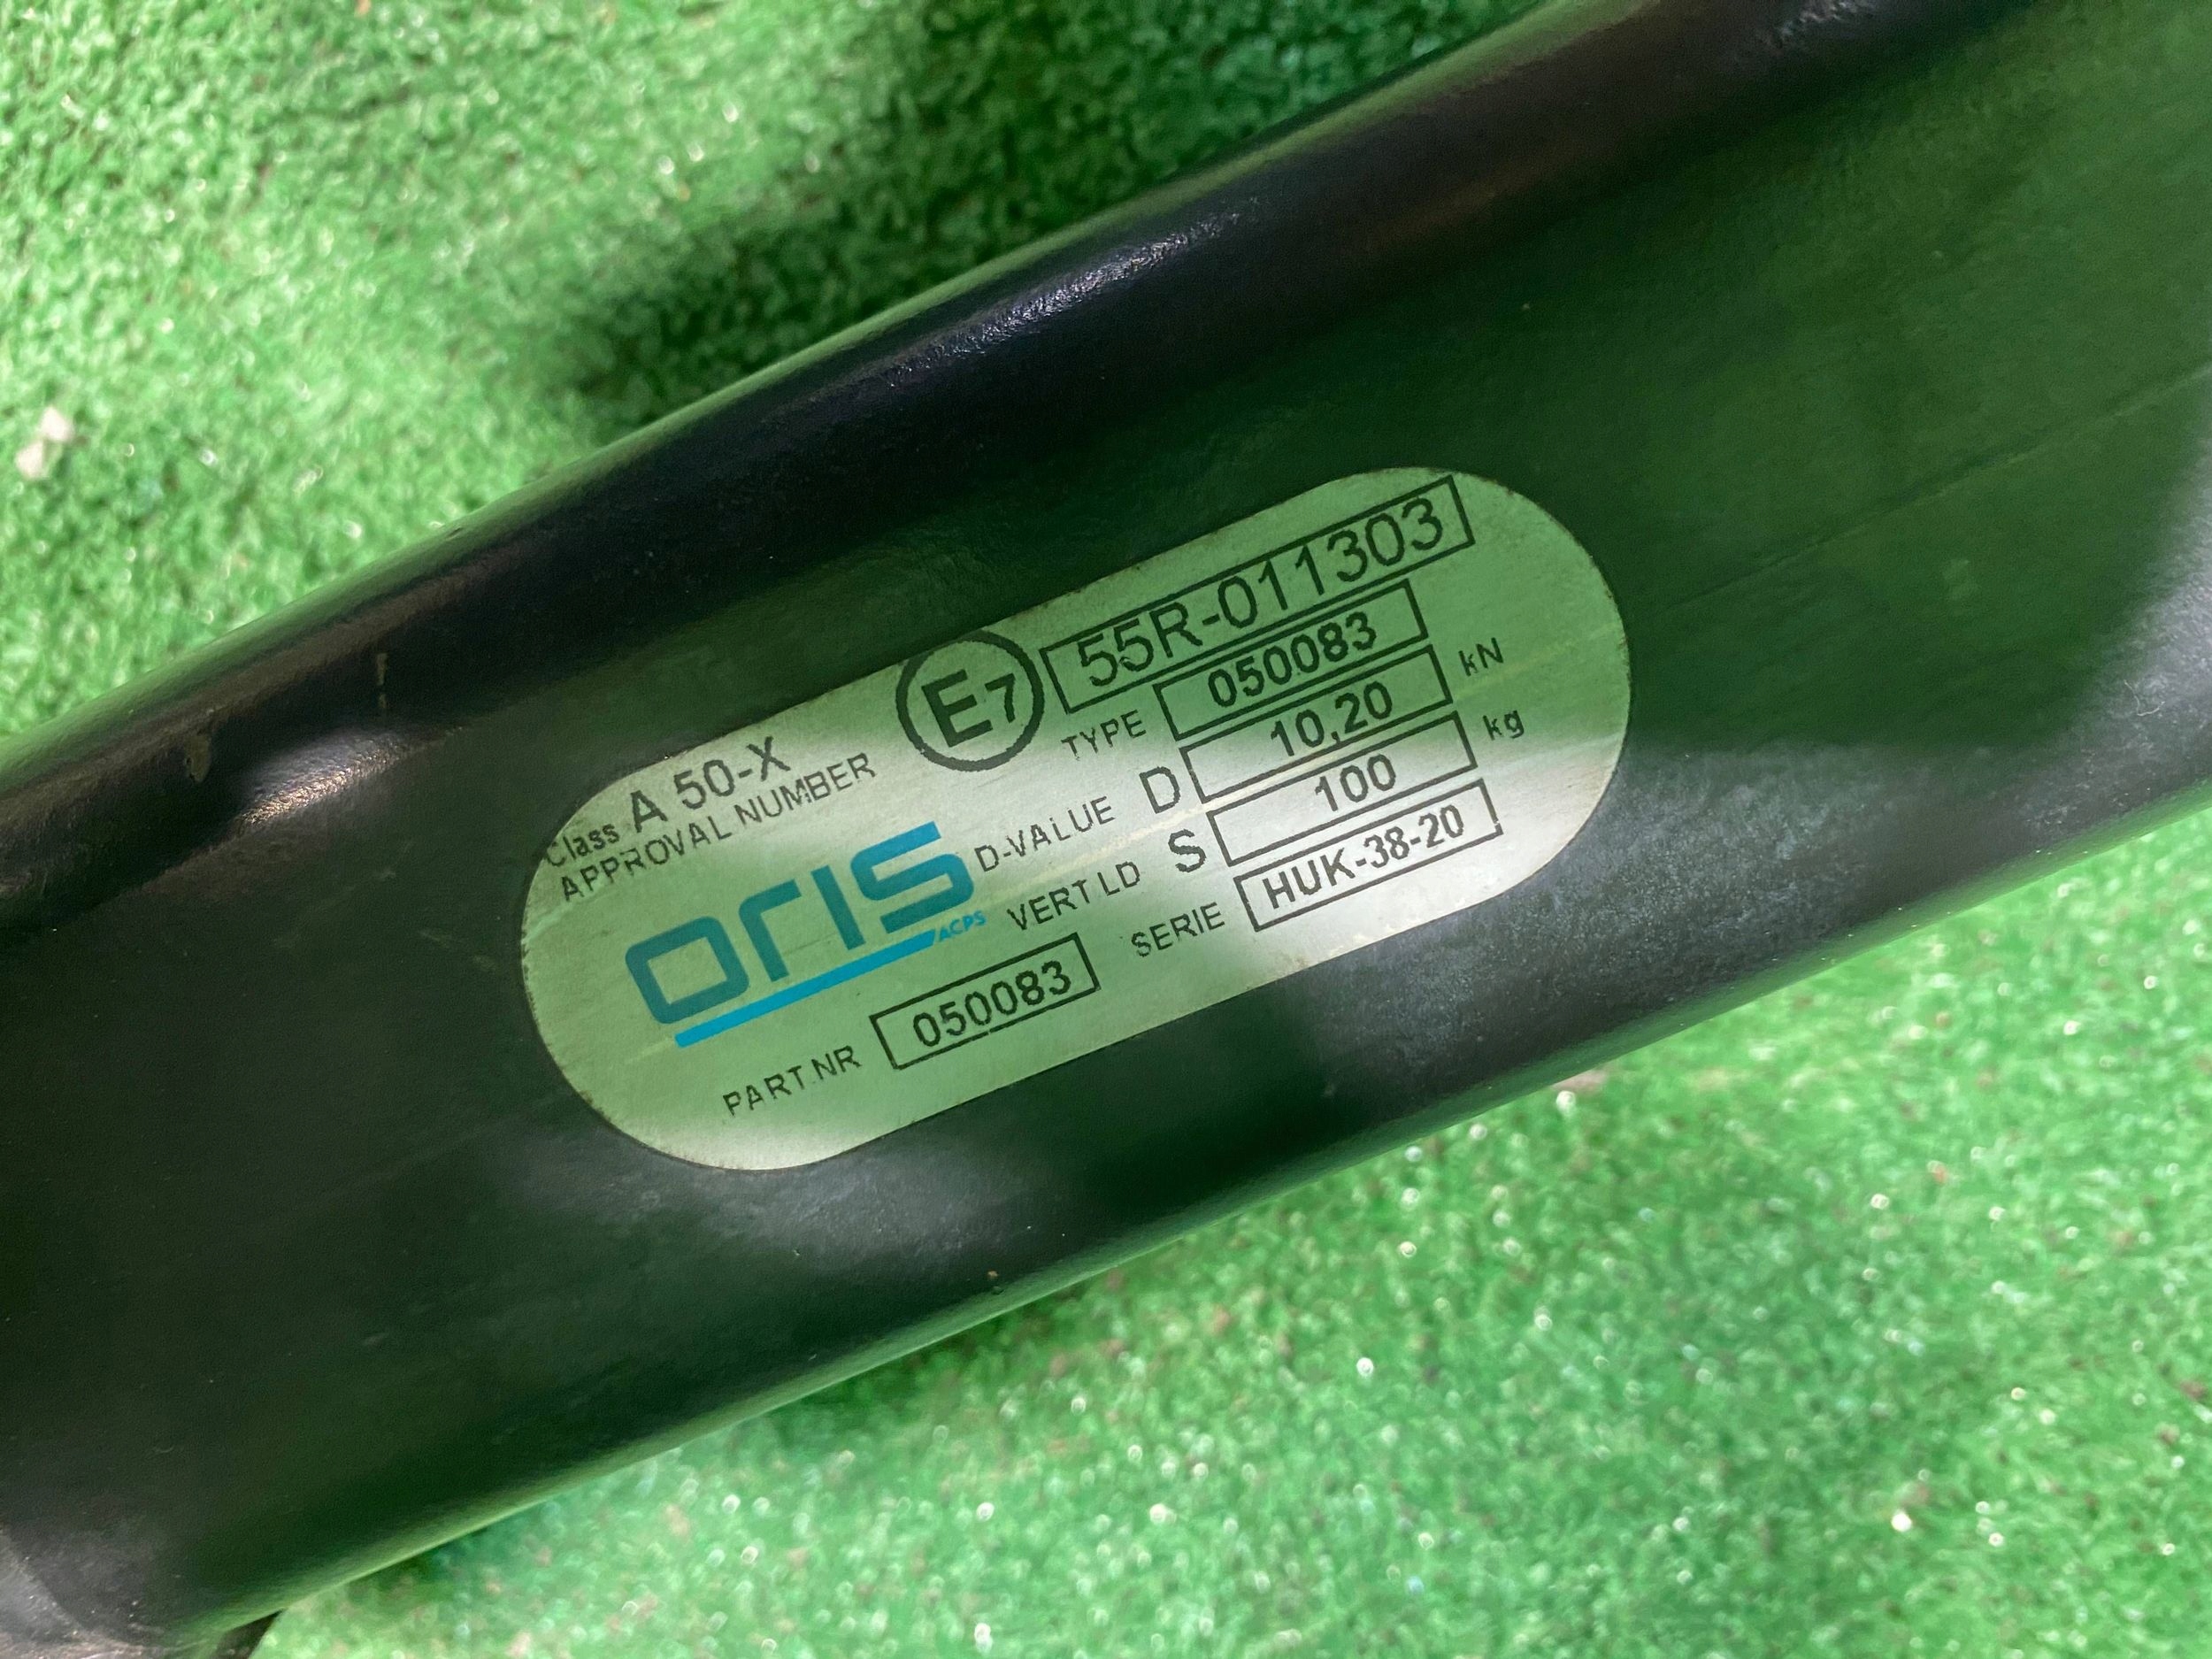 Class A 50-X
APPROVAL NUMBER E7 55R-011303
TYPE 050083
D-VALUE D 10,20 kN
VERT LD S 100 kg
oris
ACPS
PART NR 050083 SERIE HUK-38-20